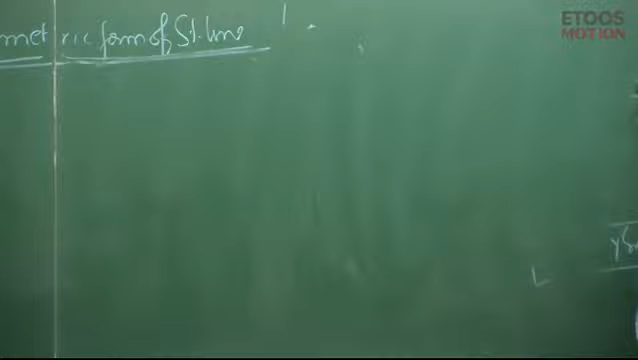 metric form of St. line
ETOOS
MOTION